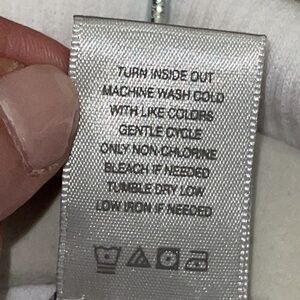 TURN INSIDE OUT
MACHINE WASH COLD
WITH LIKE COLORS
GENTLE CYCLE
ONLY NON CHLORINE
BLEACH IF NEEDED
TUMBLE DRY LOW
LOW IRON IF NEEDED